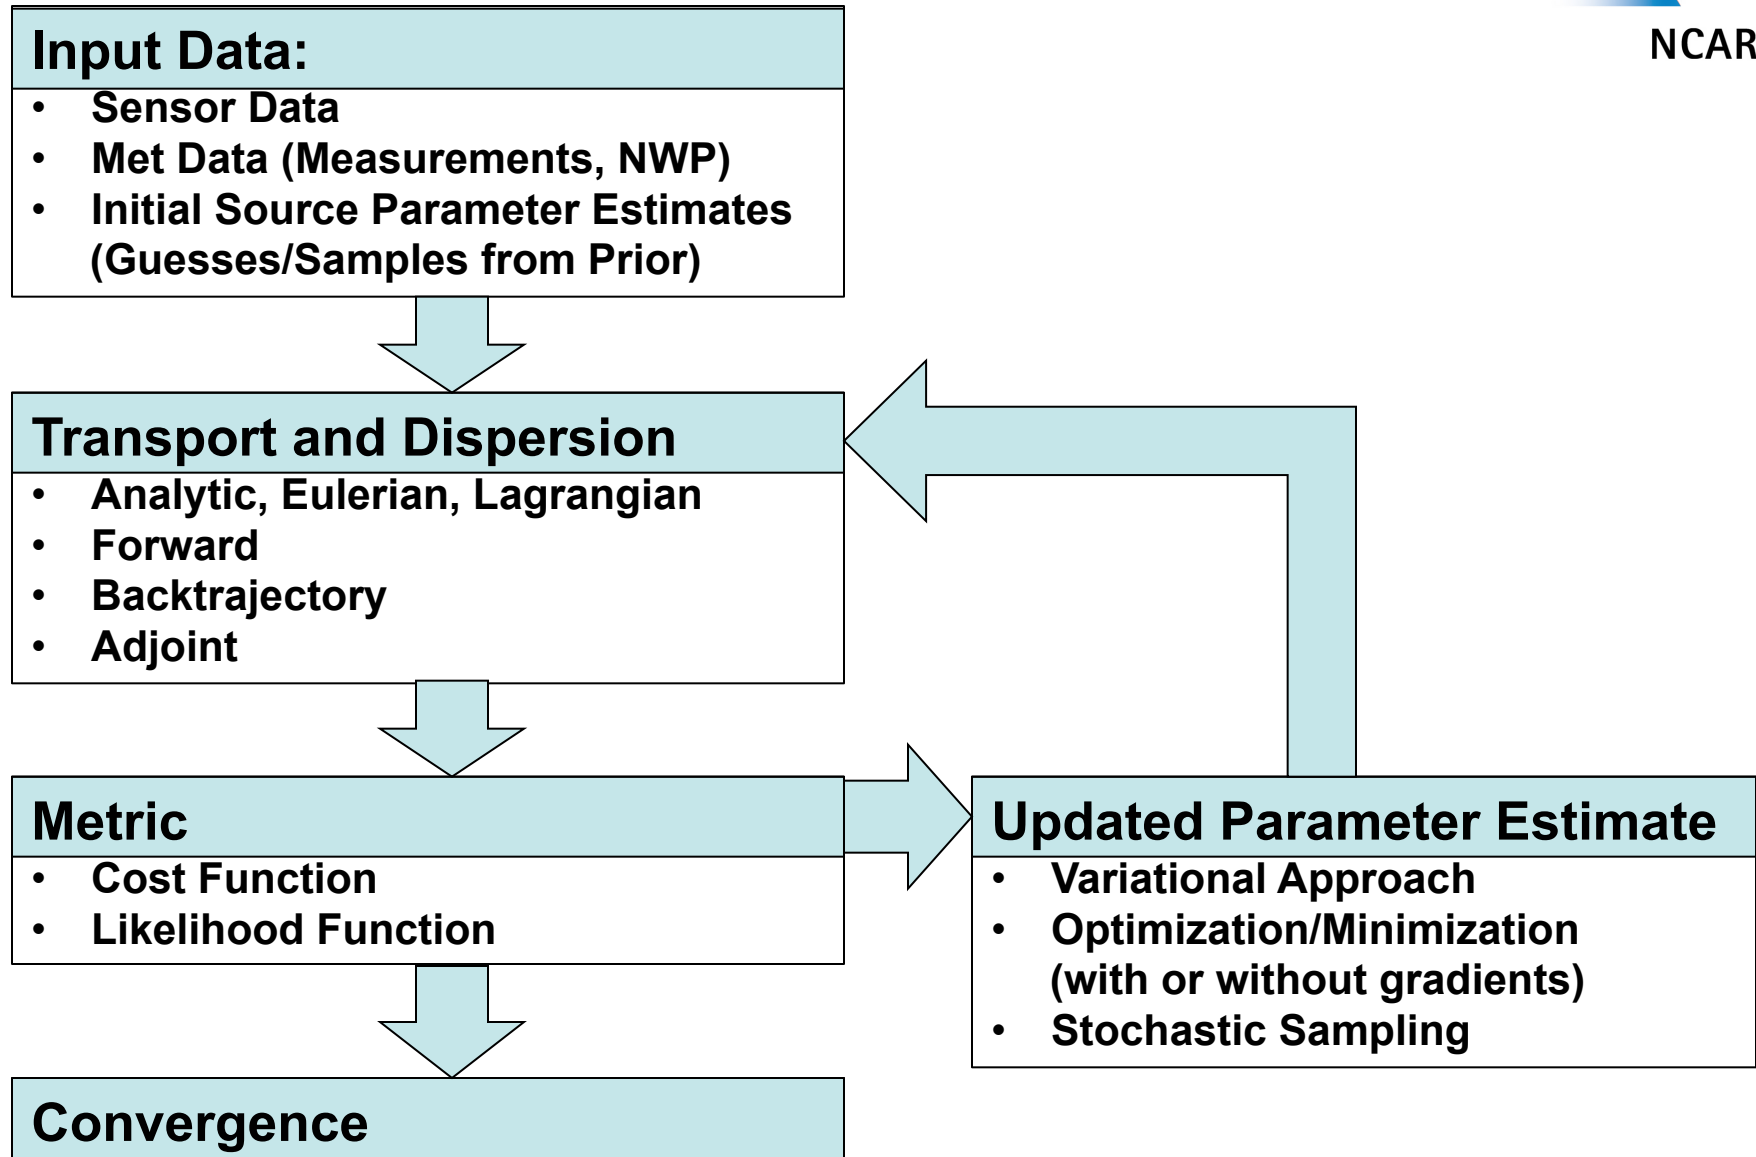 NCAR
Input Data:
• Sensor Data
• Met Data (Measurements, NWP)
• Initial Source Parameter Estimates
(Guesses/Samples from Prior)
Transport and Dispersion
• Analytic, Eulerian, Lagrangian
• Forward
• Backtrajectory
• Adjoint
Metric
• Cost Function
• Likelihood Function
Updated Parameter Estimate
• Variational Approach
• Optimization/Minimization
(with or without gradients)
• Stochastic Sampling
Convergence